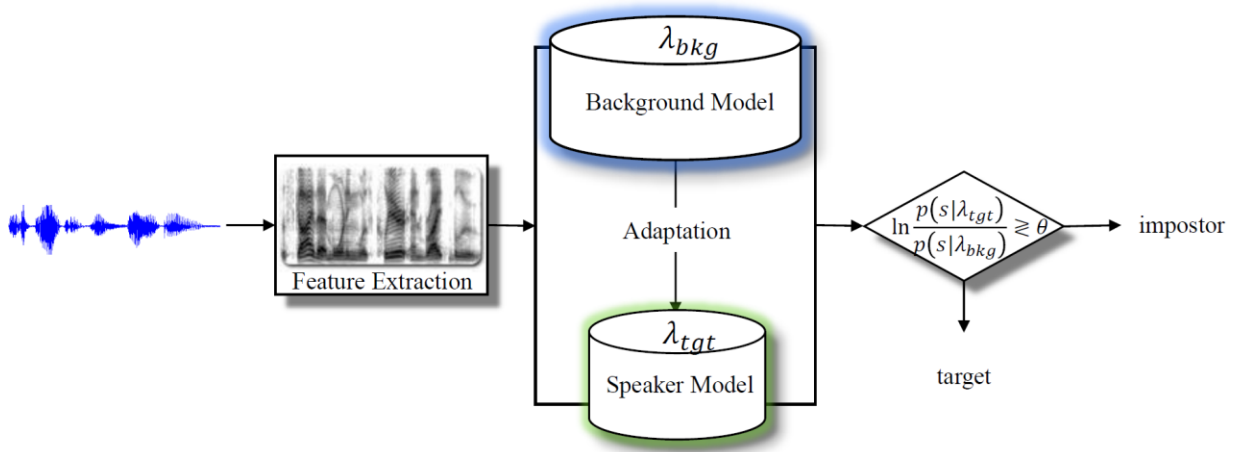 λ_bkg
Background Model
Feature Extraction
Adaptation
λ_tgt
Speaker Model
ln p(s|λ_tgt) / p(s|λ_bkg) ≷ θ
impostor
target